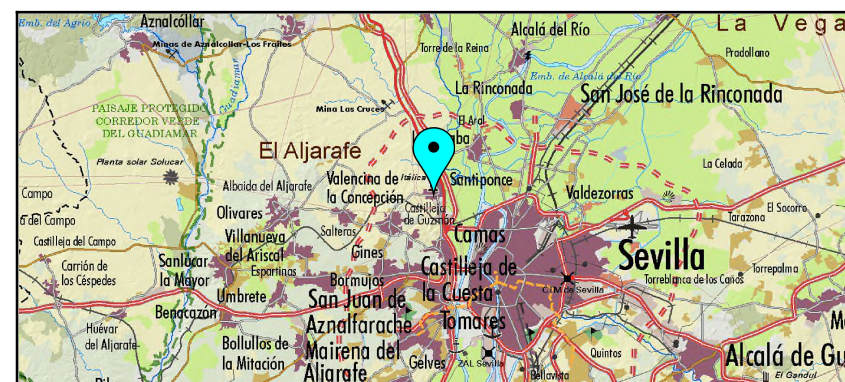 Emb. del Agrio
Aznalcóllar
Minas de Aznalcollar-Los Frailes
Torre de la Reina
Alcalá del Río
La Vega
Pradollano
La Rinconada
Emb. de Alcalá del Río
San José de la Rinconada
PAISAJE PROTEGIDO
CORREDOR VERDE
DEL GUADIAMAR
Guadiamar
Mina Los Cruces
El Aral
El Aljarafe
Planta solar Solucar
La Celada
Campo
Albaida del Aljarafe
Valencina de
la Concepción
Itálica
Santiponce
Valdezorras
Castilleja
de Guzmán
Olivares
El Socorro
Tarazona
del Campo
Salteras
Villanueva
del Ariscal
Camas
Sevilla
Castilleja del Campo
Espartinas
Gines
Carrión de
los Céspedes
Sanlúcar
la Mayor
Bormujos
Castilleja de
la Cuesta
Torrepalma
Torreblanca de los Caños
C.T.M. de Sevilla
Umbrete
San Juan de
Aznalfarache
Tomares
Benacazón
Huévar
del Aljarafe
Bollullos de
la Mitación
Mairena del
Aljarafe
Gelves
ZAL Sevilla
Bellavista
Quintos
Alcalá de Gu
El Gandul